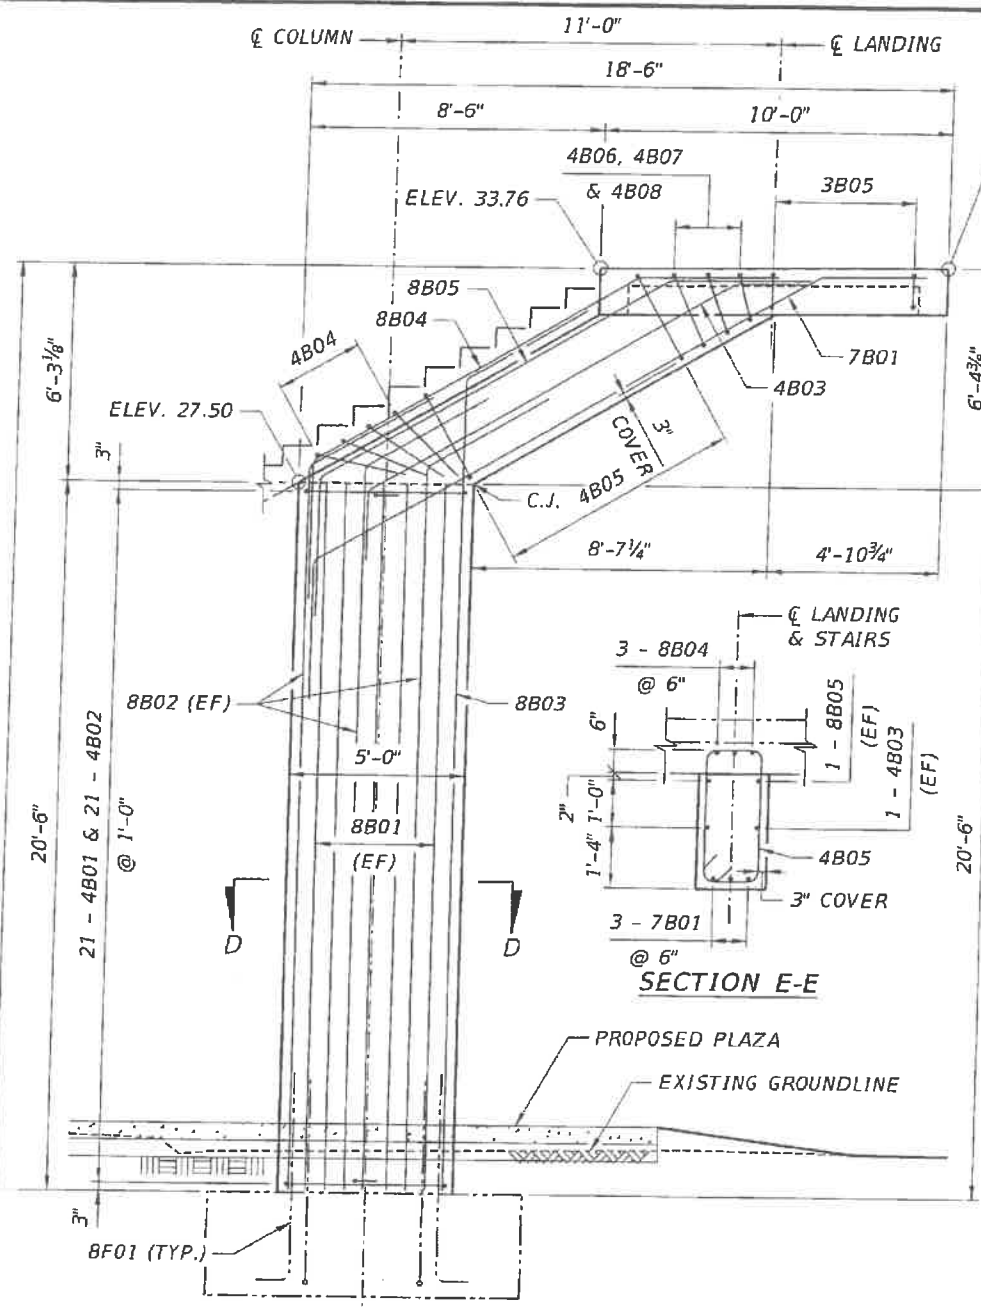 11'-0"
℄ COLUMN
℄ LANDING
18'-6"
8'-6"
10'-0"
4B06, 4B07
& 4B08
3B05
ELEV. 33.76
8B05
8B04
4B04
7B01
4B03
6'-3⅛"
6'-4⅜"
ELEV. 27.50
3"
3"
COVER
C.J.
4B05
8'-7¼"
4'-10¾"
℄ LANDING
& STAIRS
3 - 8B04
@ 6"
8B02 (EF)
8B03
6"
1 - 8B05
(EF)
1 - 4B03
(EF)
5'-0"
2"
1'-0"
8B01
(EF)
1'-4"
4B05
3" COVER
20'-6"
21 - 4B01 & 21 - 4B02
@ 1'-0"
20'-6"
D
D
3 - 7B01
@ 6"
SECTION E-E
PROPOSED PLAZA
EXISTING GROUNDLINE
3"
8F01 (TYP.)